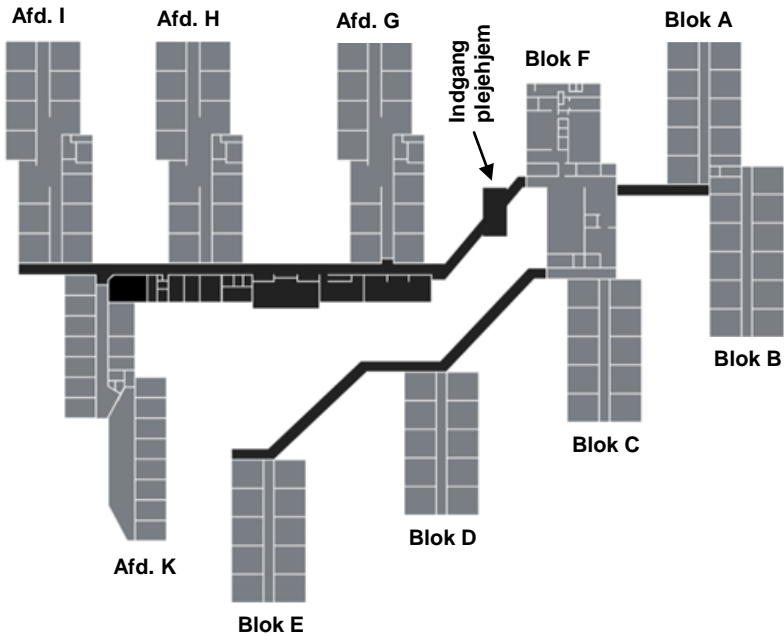 Afd. I
Afd. H
Afd. G
Blok A
Blok F
Indgang
plejehjem
Blok B
Blok C
Blok D
Afd. K
Blok E